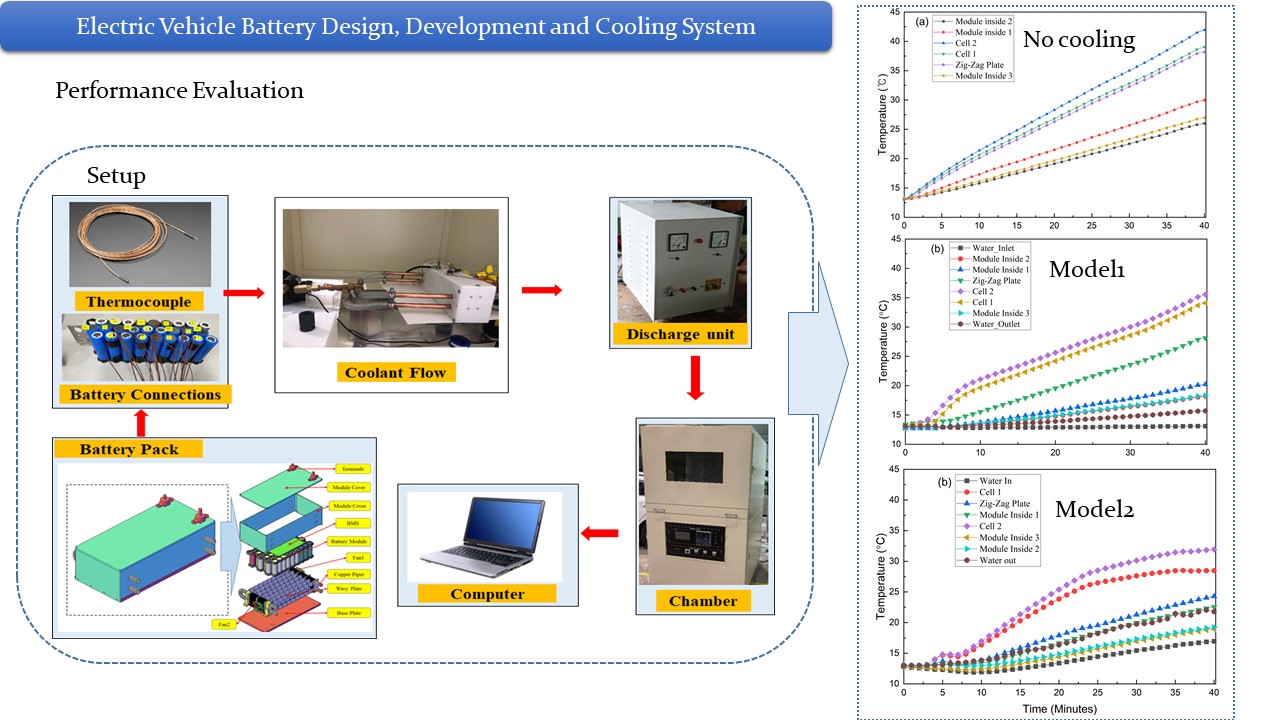 Electric Vehicle Battery Design, Development and Cooling System
Performance Evaluation
Setup
Thermocouple
Battery Connections
Coolant Flow
Discharge unit
Battery Pack
Terminals
Module Cover
Module Cover
BMS
Battery Module
Fan1
Copper Piper
Wavy Plate
Base Plate
Fan2
Computer
Chamber
(a)
Module inside 2
Module inside 1
Cell 2
Cell 1
Zig-Zag Plate
Module Inside 3
No cooling
Temperature (°C)
45
40
35
30
25
20
15
10
0 5 10 15 20 25 30 35 40
(b)
Water_Inlet
Module Inside 2
Module Inside 1
Zig-Zag Plate
Cell 2
Cell 1
Module Inside 3
Water_Outlet
Model1
Temperature (°C)
45
40
35
30
25
20
15
10
0 10 20 30 40
(b)
Water In
Cell 1
Zig-Zag Plate
Module Inside 1
Cell 2
Module Inside 3
Module Inside 2
Water out
Model2
Temperature (°C)
45
40
35
30
25
20
15
10
0 5 10 15 20 25 30 35 40
Time (Minutes)